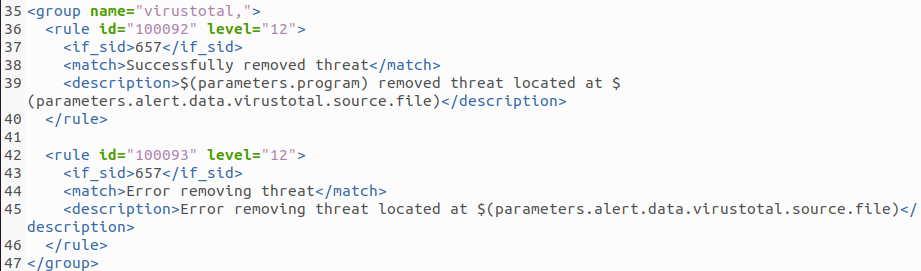 35 <group name="virustotal,">
36   <rule id="100092" level="12">
37     <if_sid>657</if_sid>
38     <match>Successfully removed threat</match>
39     <description>$(parameters.program) removed threat located at $
(parameters.alert.data.virustotal.source.file)</description>
40   </rule>
41
42   <rule id="100093" level="12">
43     <if_sid>657</if_sid>
44     <match>Error removing threat</match>
45     <description>Error removing threat located at $(parameters.alert.data.virustotal.source.file)</
description>
46   </rule>
47 </group>